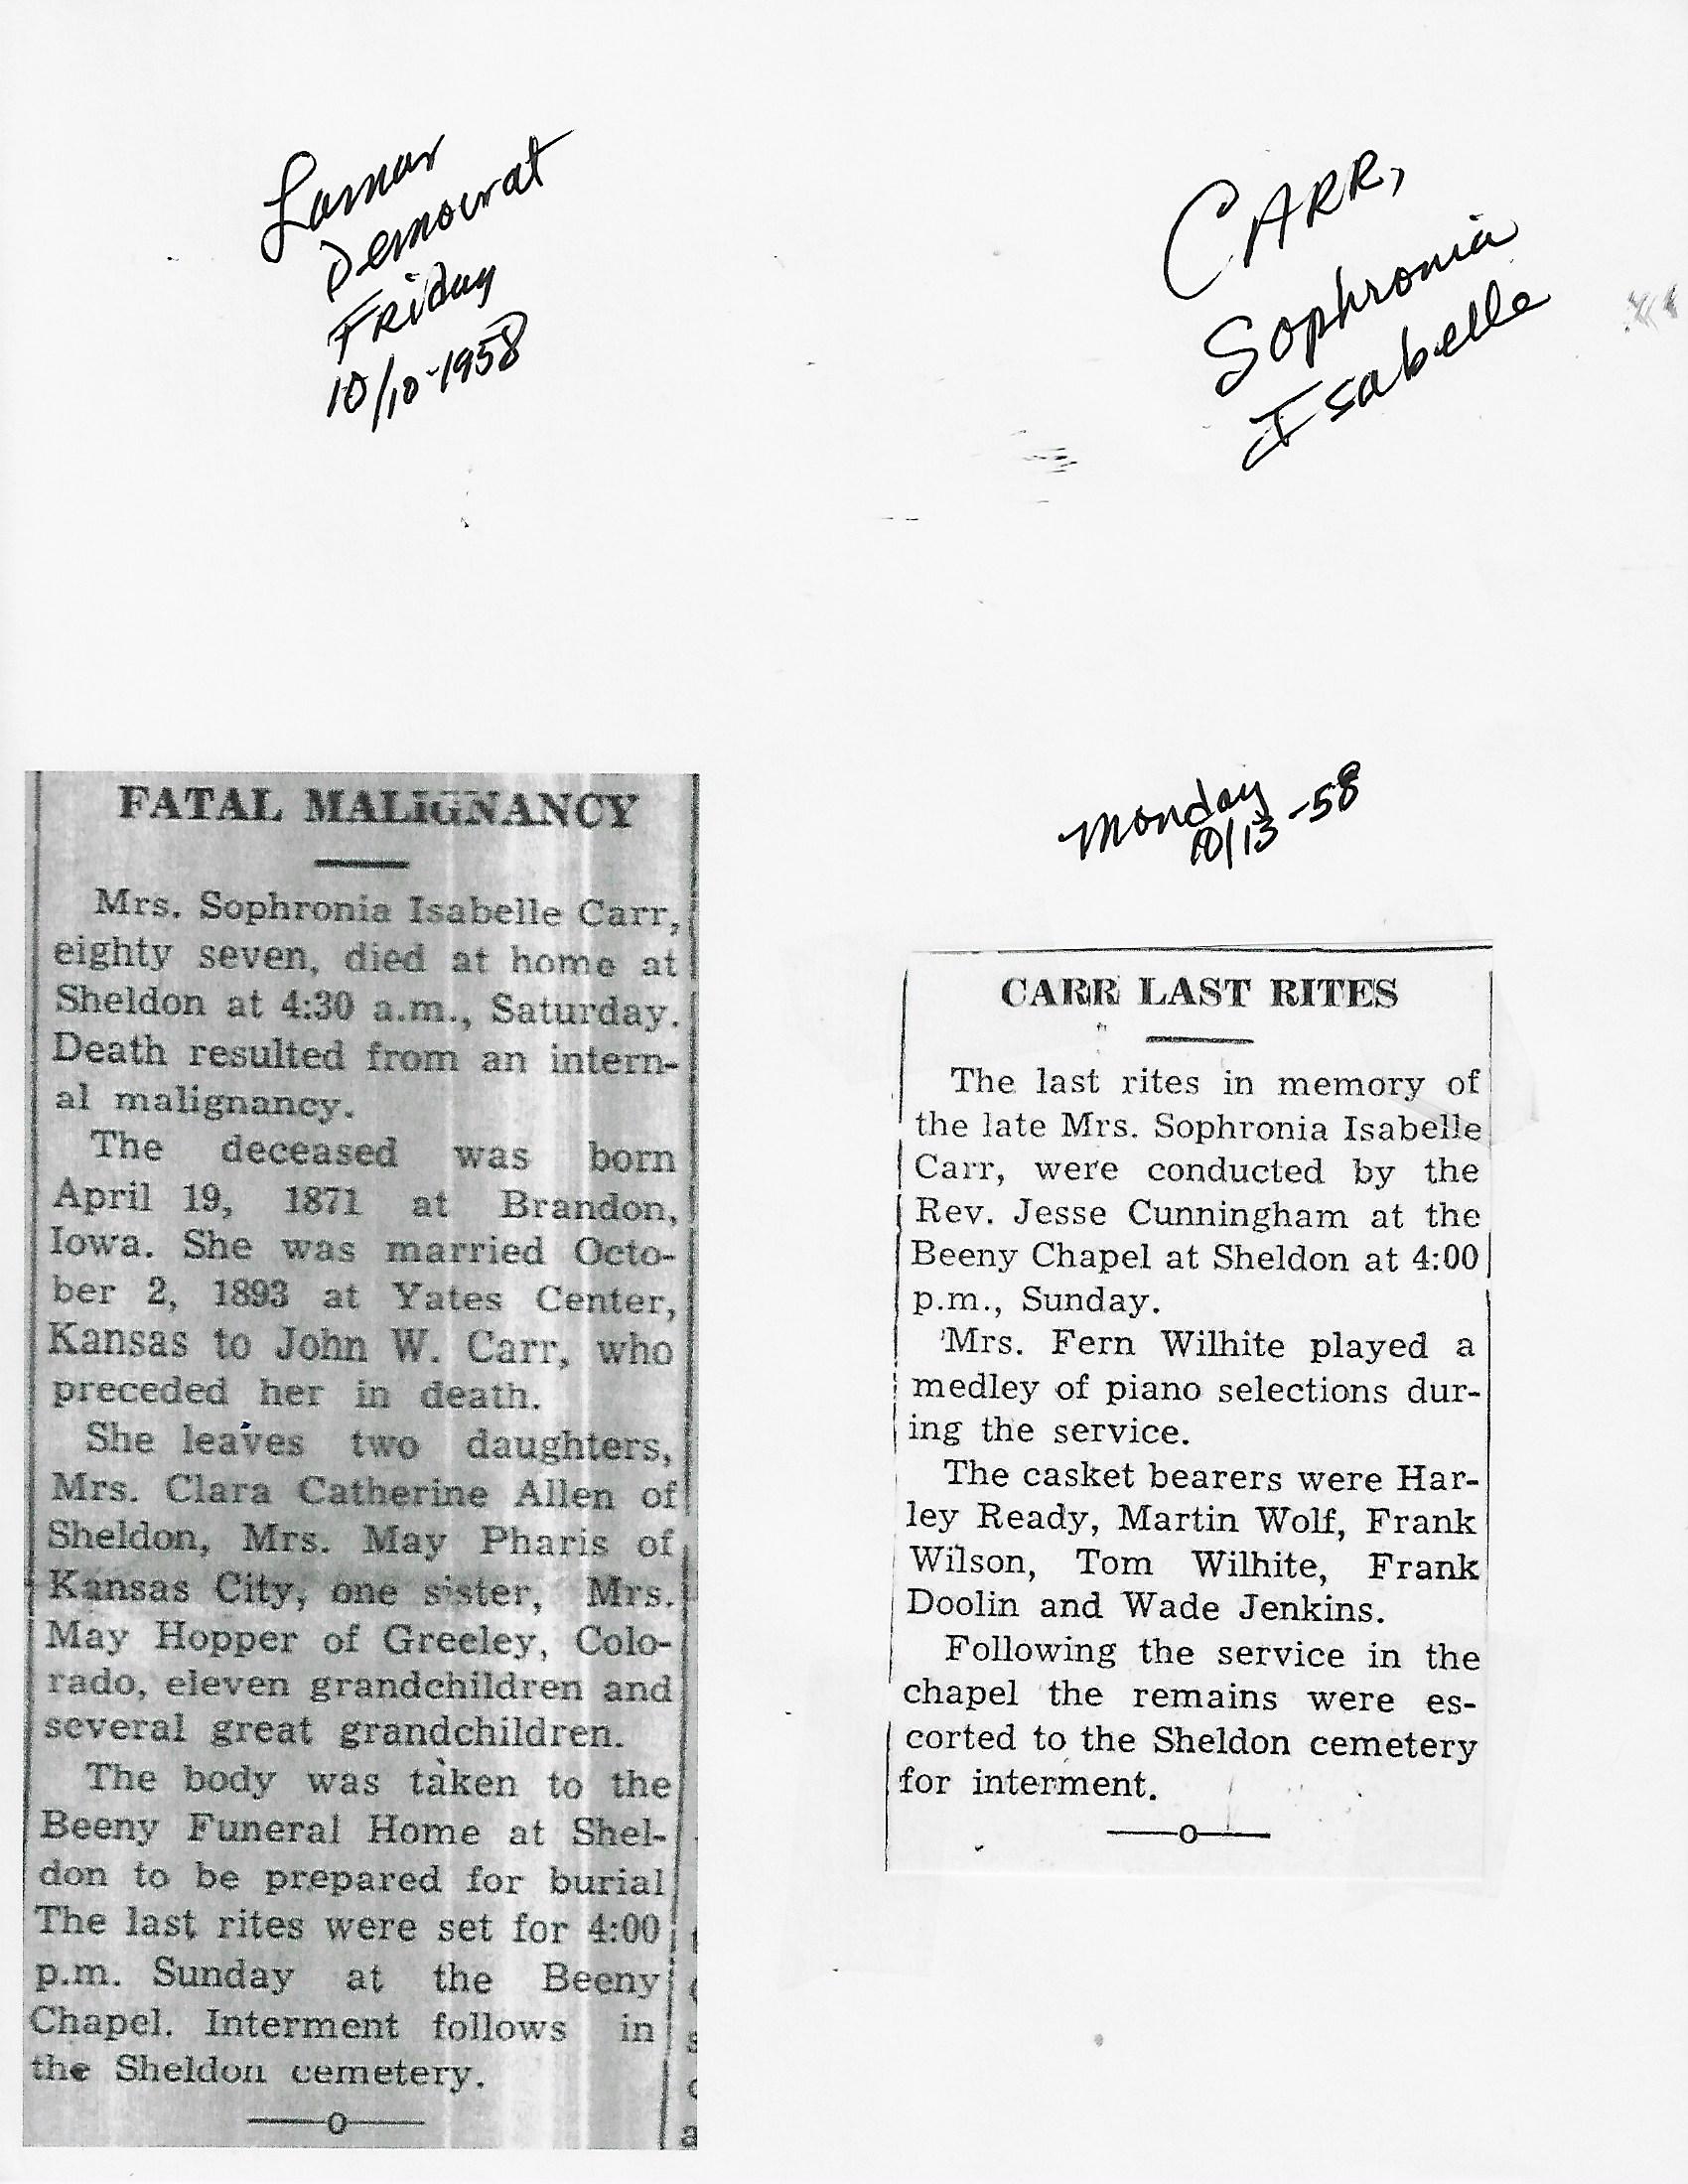 Lamar
Democrat
Friday
10/10-1958
CARR,
Sophronia
Isabelle
FATAL MALIGNANCY
Mrs. Sophronia Isabelle Carr,
eighty seven, died at home at
Sheldon at 4:30 a.m., Saturday.
Death resulted from an intern-
al malignancy.
The deceased was born
April 19, 1871 at Brandon,
Iowa. She was married Octo-
ber 2, 1893 at Yates Center,
Kansas to John W. Carr, who
preceded her in death.
She leaves two daughters,
Mrs. Clara Catherine Allen of
Sheldon, Mrs. May Pharis of
Kansas City, one sister, Mrs.
May Hopper of Greeley, Colo-
rado, eleven grandchildren and
several great grandchildren.
The body was taken to the
Beeny Funeral Home at Shel-
don to be prepared for burial
The last rites were set for 4:00
p.m. Sunday at the Beeny
Chapel. Interment follows in
the Sheldon cemetery.
Monday
10/13-58
CARR LAST RITES
The last rites in memory of
the late Mrs. Sophronia Isabelle
Carr, were conducted by the
Rev. Jesse Cunningham at the
Beeny Chapel at Sheldon at 4:00
p.m., Sunday.
Mrs. Fern Wilhite played a
medley of piano selections dur-
ing the service.
The casket bearers were Har-
ley Ready, Martin Wolf, Frank
Wilson, Tom Wilhite, Frank
Doolin and Wade Jenkins.
Following the service in the
chapel the remains were es-
corted to the Sheldon cemetery
for interment.